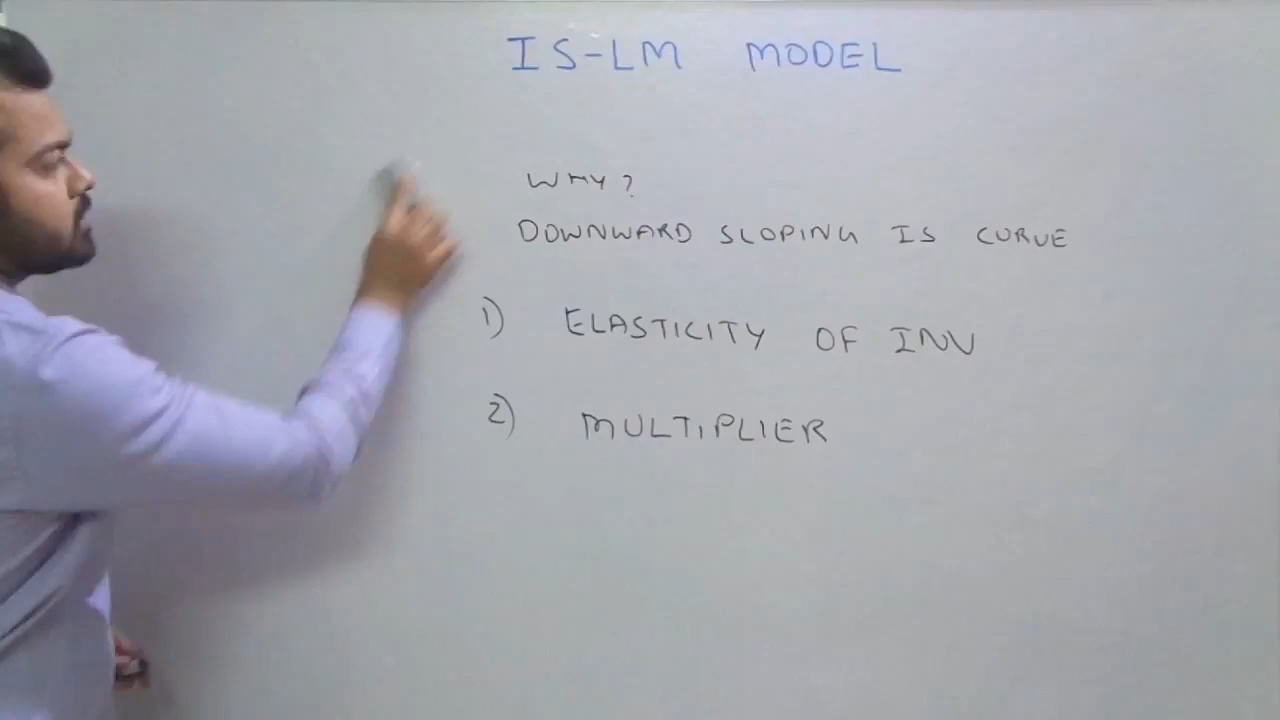 IS-LM MODEL
WHY?
DOWNWARD SLOPING IS CURVE
1) ELASTICITY OF INV
2) MULTIPLIER